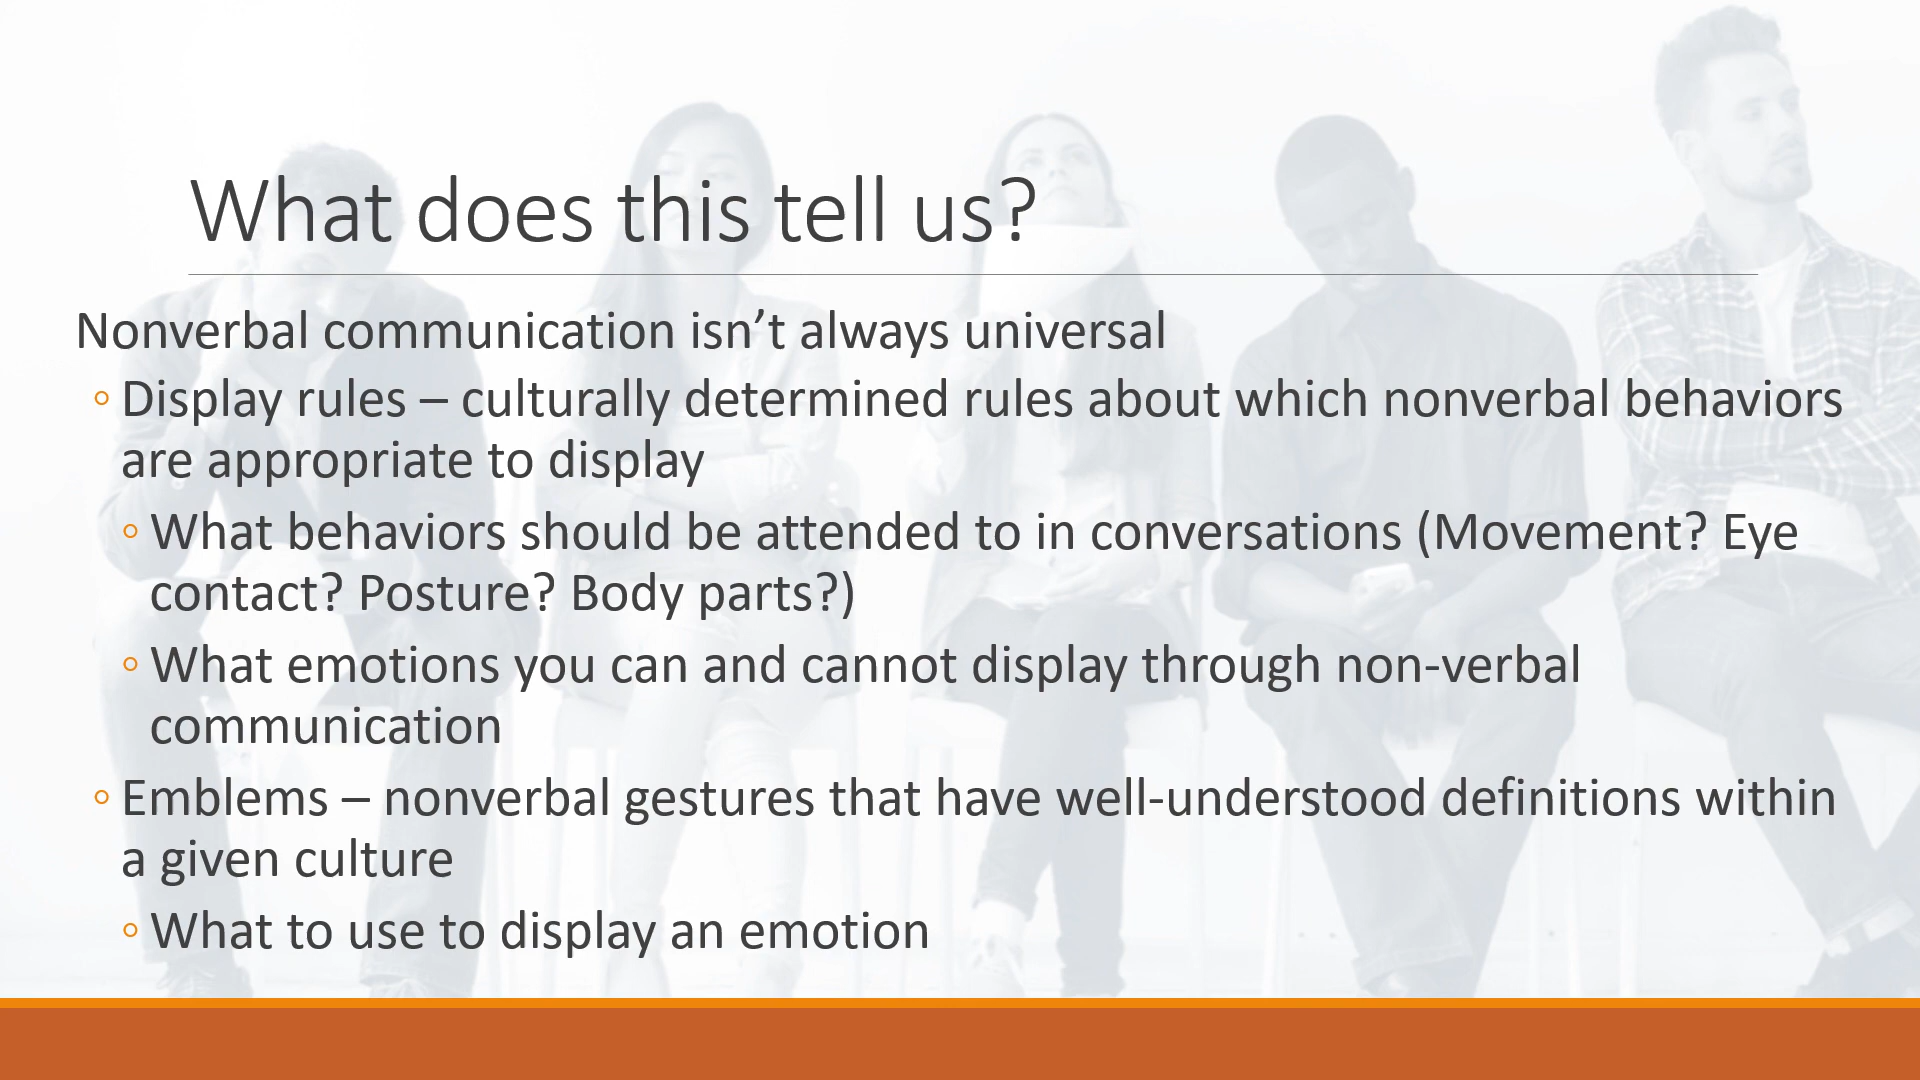 What does this tell us?
Nonverbal communication isn’t always universal
◦ Display rules – culturally determined rules about which nonverbal behaviors
are appropriate to display
◦ What behaviors should be attended to in conversations (Movement? Eye
contact? Posture? Body parts?)
◦ What emotions you can and cannot display through non-verbal
communication
◦ Emblems – nonverbal gestures that have well-understood definitions within
a given culture
◦ What to use to display an emotion